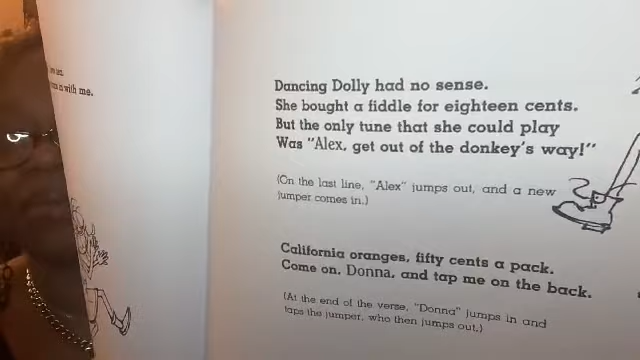 with me.
Dancing Dolly had no sense.
She bought a fiddle for eighteen cents.
But the only tune that she could play
Was "Alex, get out of the donkey's way!"
(On the last line, "Alex" jumps out, and a new
jumper comes in.)
California oranges, fifty cents a pack.
Come on, Donna, and tap me on the back.
(At the end of the verse, "Donna" jumps in and
taps the jumper, who then jumps out.)